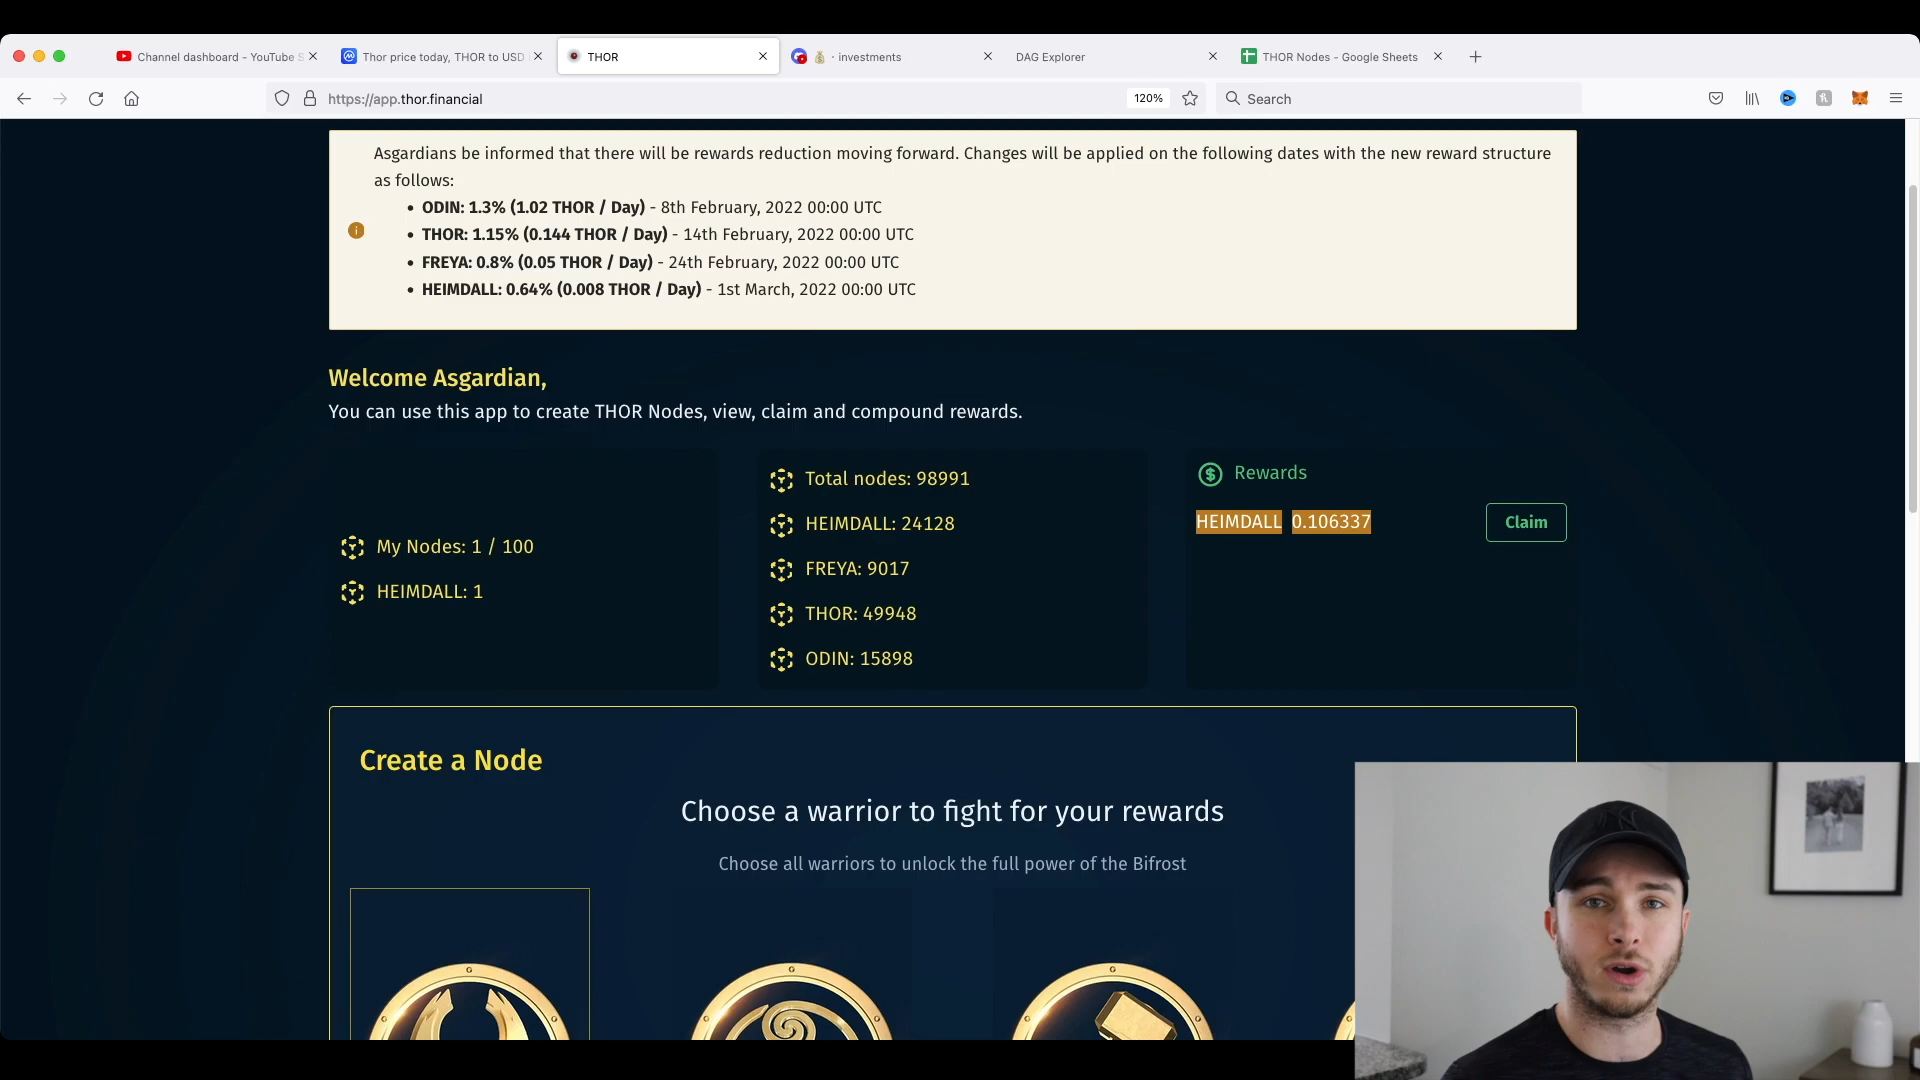 Channel dashboard - YouTube S
Thor price today, THOR to USD
THOR
💰 · investments
DAG Explorer
THOR Nodes - Google Sheets
https://app.thor.financial
120%
Search
Asgardians be informed that there will be rewards reduction moving forward. Changes will be applied on the following dates with the new reward structure
as follows:
• ODIN: 1.3% (1.02 THOR / Day) - 8th February, 2022 00:00 UTC
• THOR: 1.15% (0.144 THOR / Day) - 14th February, 2022 00:00 UTC
• FREYA: 0.8% (0.05 THOR / Day) - 24th February, 2022 00:00 UTC
• HEIMDALL: 0.64% (0.008 THOR / Day) - 1st March, 2022 00:00 UTC
Welcome Asgardian,
You can use this app to create THOR Nodes, view, claim and compound rewards.
My Nodes: 1 / 100
HEIMDALL: 1
Total nodes: 98991
HEIMDALL: 24128
FREYA: 9017
THOR: 49948
ODIN: 15898
Rewards
HEIMDALL 0.106337
Claim
Create a Node
Choose a warrior to fight for your rewards
Choose all warriors to unlock the full power of the Bifrost